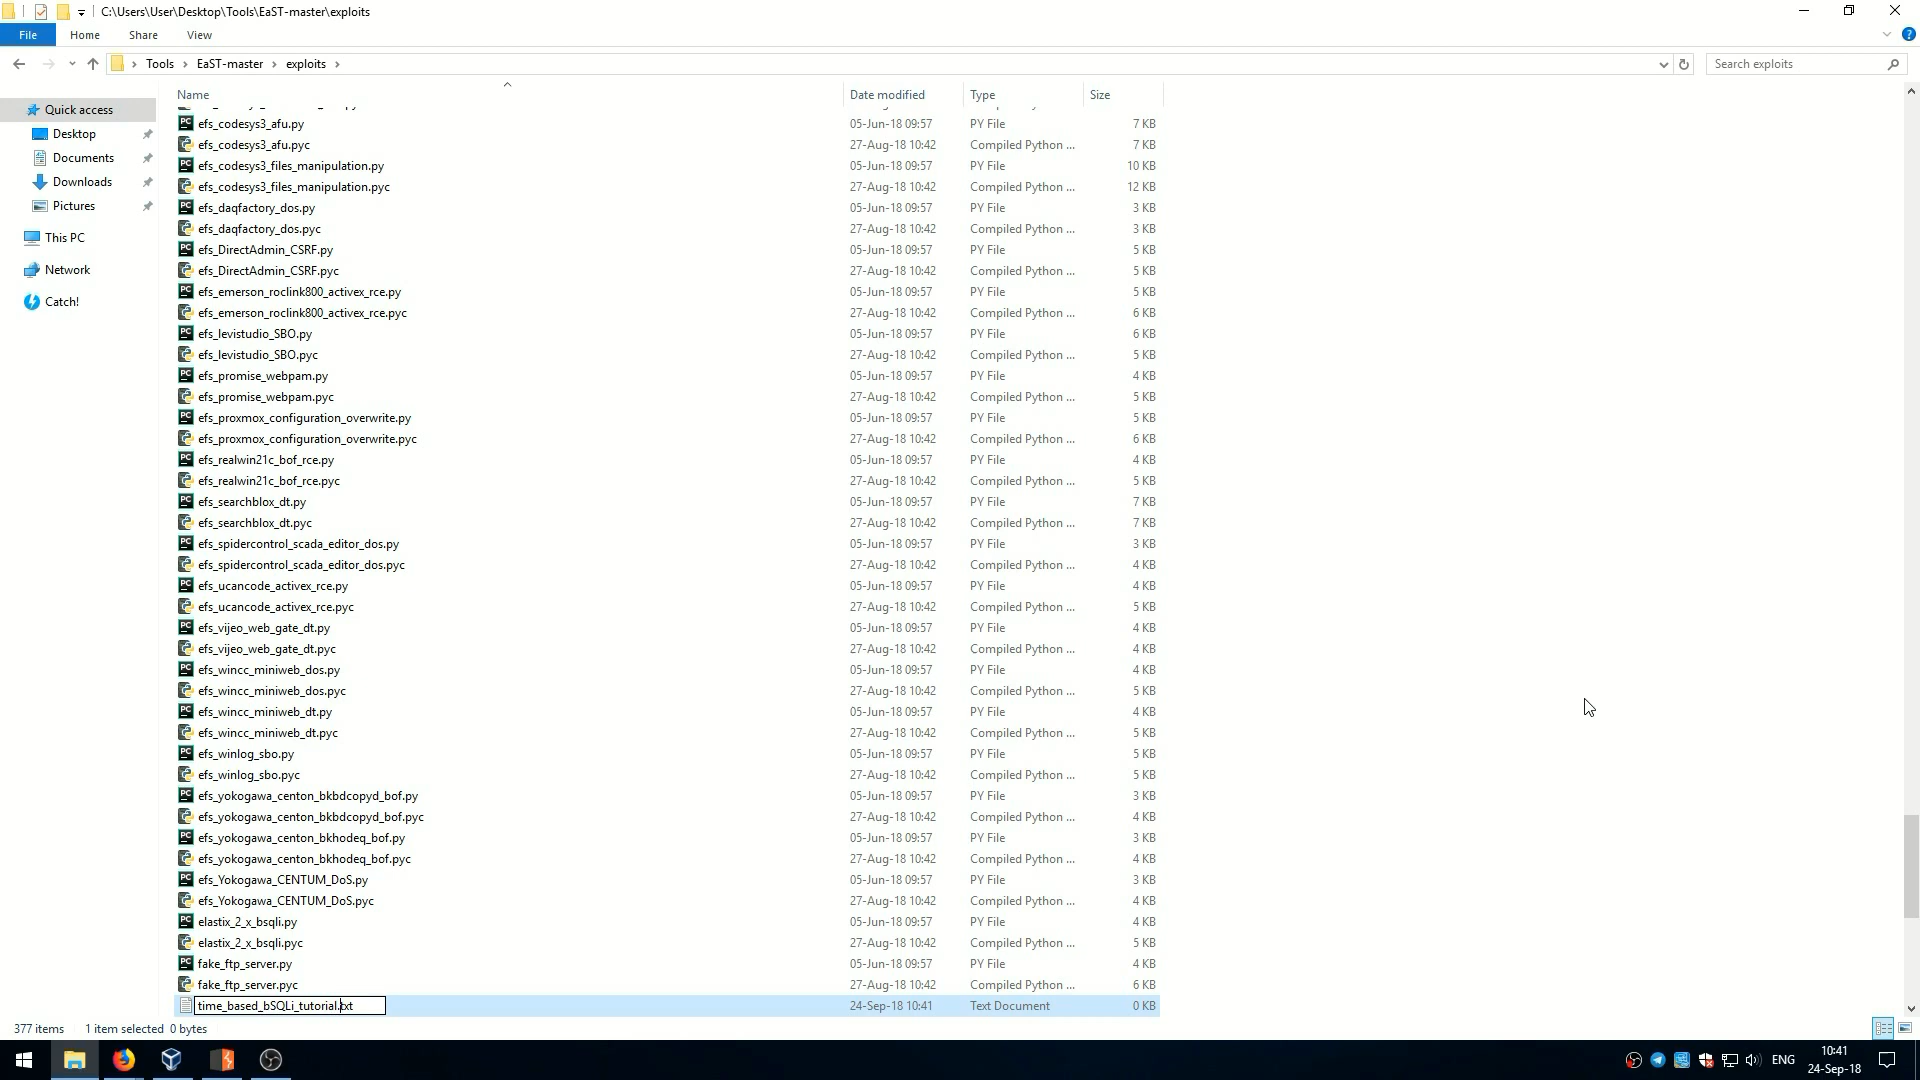 C:\Users\User\Desktop\Tools\EaST-master\exploits
File Home Share View
Tools EaST-master exploits Search exploits
Name Date modified Type Size
Quick access
Desktop
Documents
Downloads
Pictures
This PC
Network
Catch!
efs_codesys3_afu.py 05-Jun-18 09:57 PY File 7 KB
efs_codesys3_afu.pyc 27-Aug-18 10:42 Compiled Python ... 7 KB
efs_codesys3_files_manipulation.py 05-Jun-18 09:57 PY File 10 KB
efs_codesys3_files_manipulation.pyc 27-Aug-18 10:42 Compiled Python ... 12 KB
efs_daqfactory_dos.py 05-Jun-18 09:57 PY File 3 KB
efs_daqfactory_dos.pyc 27-Aug-18 10:42 Compiled Python ... 3 KB
efs_DirectAdmin_CSRF.py 05-Jun-18 09:57 PY File 5 KB
efs_DirectAdmin_CSRF.pyc 27-Aug-18 10:42 Compiled Python ... 5 KB
efs_emerson_roclink800_activex_rce.py 05-Jun-18 09:57 PY File 5 KB
efs_emerson_roclink800_activex_rce.pyc 27-Aug-18 10:42 Compiled Python ... 6 KB
efs_levistudio_SBO.py 05-Jun-18 09:57 PY File 6 KB
efs_levistudio_SBO.pyc 27-Aug-18 10:42 Compiled Python ... 5 KB
efs_promise_webpam.py 05-Jun-18 09:57 PY File 4 KB
efs_promise_webpam.pyc 27-Aug-18 10:42 Compiled Python ... 5 KB
efs_proxmox_configuration_overwrite.py 05-Jun-18 09:57 PY File 5 KB
efs_proxmox_configuration_overwrite.pyc 27-Aug-18 10:42 Compiled Python ... 6 KB
efs_realwin21c_bof_rce.py 05-Jun-18 09:57 PY File 4 KB
efs_realwin21c_bof_rce.pyc 27-Aug-18 10:42 Compiled Python ... 5 KB
efs_searchblox_dt.py 05-Jun-18 09:57 PY File 7 KB
efs_searchblox_dt.pyc 27-Aug-18 10:42 Compiled Python ... 7 KB
efs_spidercontrol_scada_editor_dos.py 05-Jun-18 09:57 PY File 3 KB
efs_spidercontrol_scada_editor_dos.pyc 27-Aug-18 10:42 Compiled Python ... 4 KB
efs_ucancode_activex_rce.py 05-Jun-18 09:57 PY File 4 KB
efs_ucancode_activex_rce.pyc 27-Aug-18 10:42 Compiled Python ... 5 KB
efs_vijeo_web_gate_dt.py 05-Jun-18 09:57 PY File 4 KB
efs_vijeo_web_gate_dt.pyc 27-Aug-18 10:42 Compiled Python ... 4 KB
efs_wincc_miniweb_dos.py 05-Jun-18 09:57 PY File 4 KB
efs_wincc_miniweb_dos.pyc 27-Aug-18 10:42 Compiled Python ... 5 KB
efs_wincc_miniweb_dt.py 05-Jun-18 09:57 PY File 4 KB
efs_wincc_miniweb_dt.pyc 27-Aug-18 10:42 Compiled Python ... 5 KB
efs_winlog_sbo.py 05-Jun-18 09:57 PY File 5 KB
efs_winlog_sbo.pyc 27-Aug-18 10:42 Compiled Python ... 5 KB
efs_yokogawa_centon_bkbdcopyd_bof.py 05-Jun-18 09:57 PY File 3 KB
efs_yokogawa_centon_bkbdcopyd_bof.pyc 27-Aug-18 10:42 Compiled Python ... 4 KB
efs_yokogawa_centon_bkhodeq_bof.py 05-Jun-18 09:57 PY File 3 KB
efs_yokogawa_centon_bkhodeq_bof.pyc 27-Aug-18 10:42 Compiled Python ... 4 KB
efs_Yokogawa_CENTUM_DoS.py 05-Jun-18 09:57 PY File 3 KB
efs_Yokogawa_CENTUM_DoS.pyc 27-Aug-18 10:42 Compiled Python ... 4 KB
elastix_2_x_bsqli.py 05-Jun-18 09:57 PY File 4 KB
elastix_2_x_bsqli.pyc 27-Aug-18 10:42 Compiled Python ... 5 KB
fake_ftp_server.py 05-Jun-18 09:57 PY File 4 KB
fake_ftp_server.pyc 27-Aug-18 10:42 Compiled Python ... 6 KB
time_based_bSQLi_tutorial.txt 24-Sep-18 10:41 Text Document 0 KB
377 items 1 item selected 0 bytes
ENG 10:41
24-Sep-18